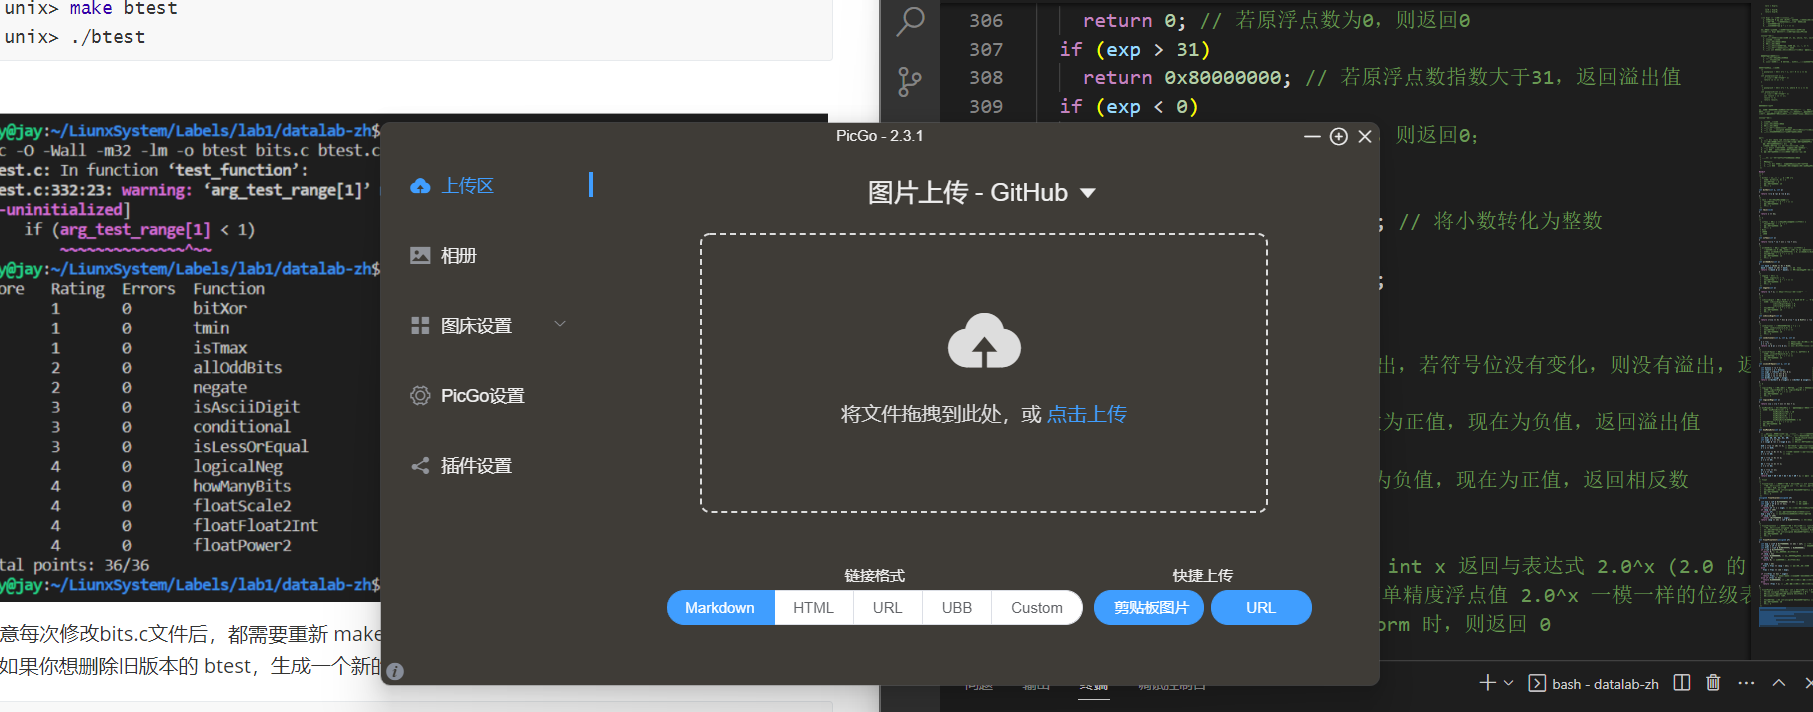 unix> make btest
unix> ./btest
y@jay:~/LiunxSystem/Labels/lab1/datalab-zh$
c -O -Wall -m32 -lm -o btest bits.c btest.c
est.c: In function ‘test_function’:
est.c:332:23: warning: ‘arg_test_range[1]’
-uninitialized]
if (arg_test_range[1] < 1)
~~~~~~~~~~~~~~^~~
y@jay:~/LiunxSystem/Labels/lab1/datalab-zh$
ore Rating Errors Function
1 0 bitXor
1 0 tmin
1 0 isTmax
2 0 allOddBits
2 0 negate
3 0 isAsciiDigit
3 0 conditional
3 0 isLessOrEqual
4 0 logicalNeg
4 0 howManyBits
4 0 floatScale2
4 0 floatFloat2Int
4 0 floatPower2
tal points: 36/36
y@jay:~/LiunxSystem/Labels/lab1/datalab-zh$
意每次修改bits.c文件后，都需要重新 make
如果你想删除旧版本的 btest，生成一个新的
PicGo - 2.3.1
上传区
相册
图床设置
PicGo设置
插件设置
图片上传 - GitHub
将文件拖拽到此处，或 点击上传
链接格式
Markdown HTML URL UBB Custom
快捷上传
剪贴板图片 URL
306 return 0; // 若原浮点数为0，则返回0
307 if (exp > 31)
308 return 0x80000000; // 若原浮点数指数大于31，返回溢出值
309 if (exp < 0)
则返回0;
; // 将小数转化为整数
;
出，若符号位没有变化，则没有溢出，返
为正值，现在为负值，返回溢出值
为负值，现在为正值，返回相反数
int x 返回与表达式 2.0^x (2.0 的
单精度浮点值 2.0^x 一模一样的位级表
orm 时，则返回 0
问题 输出 终端 调试控制台
bash - datalab-zh